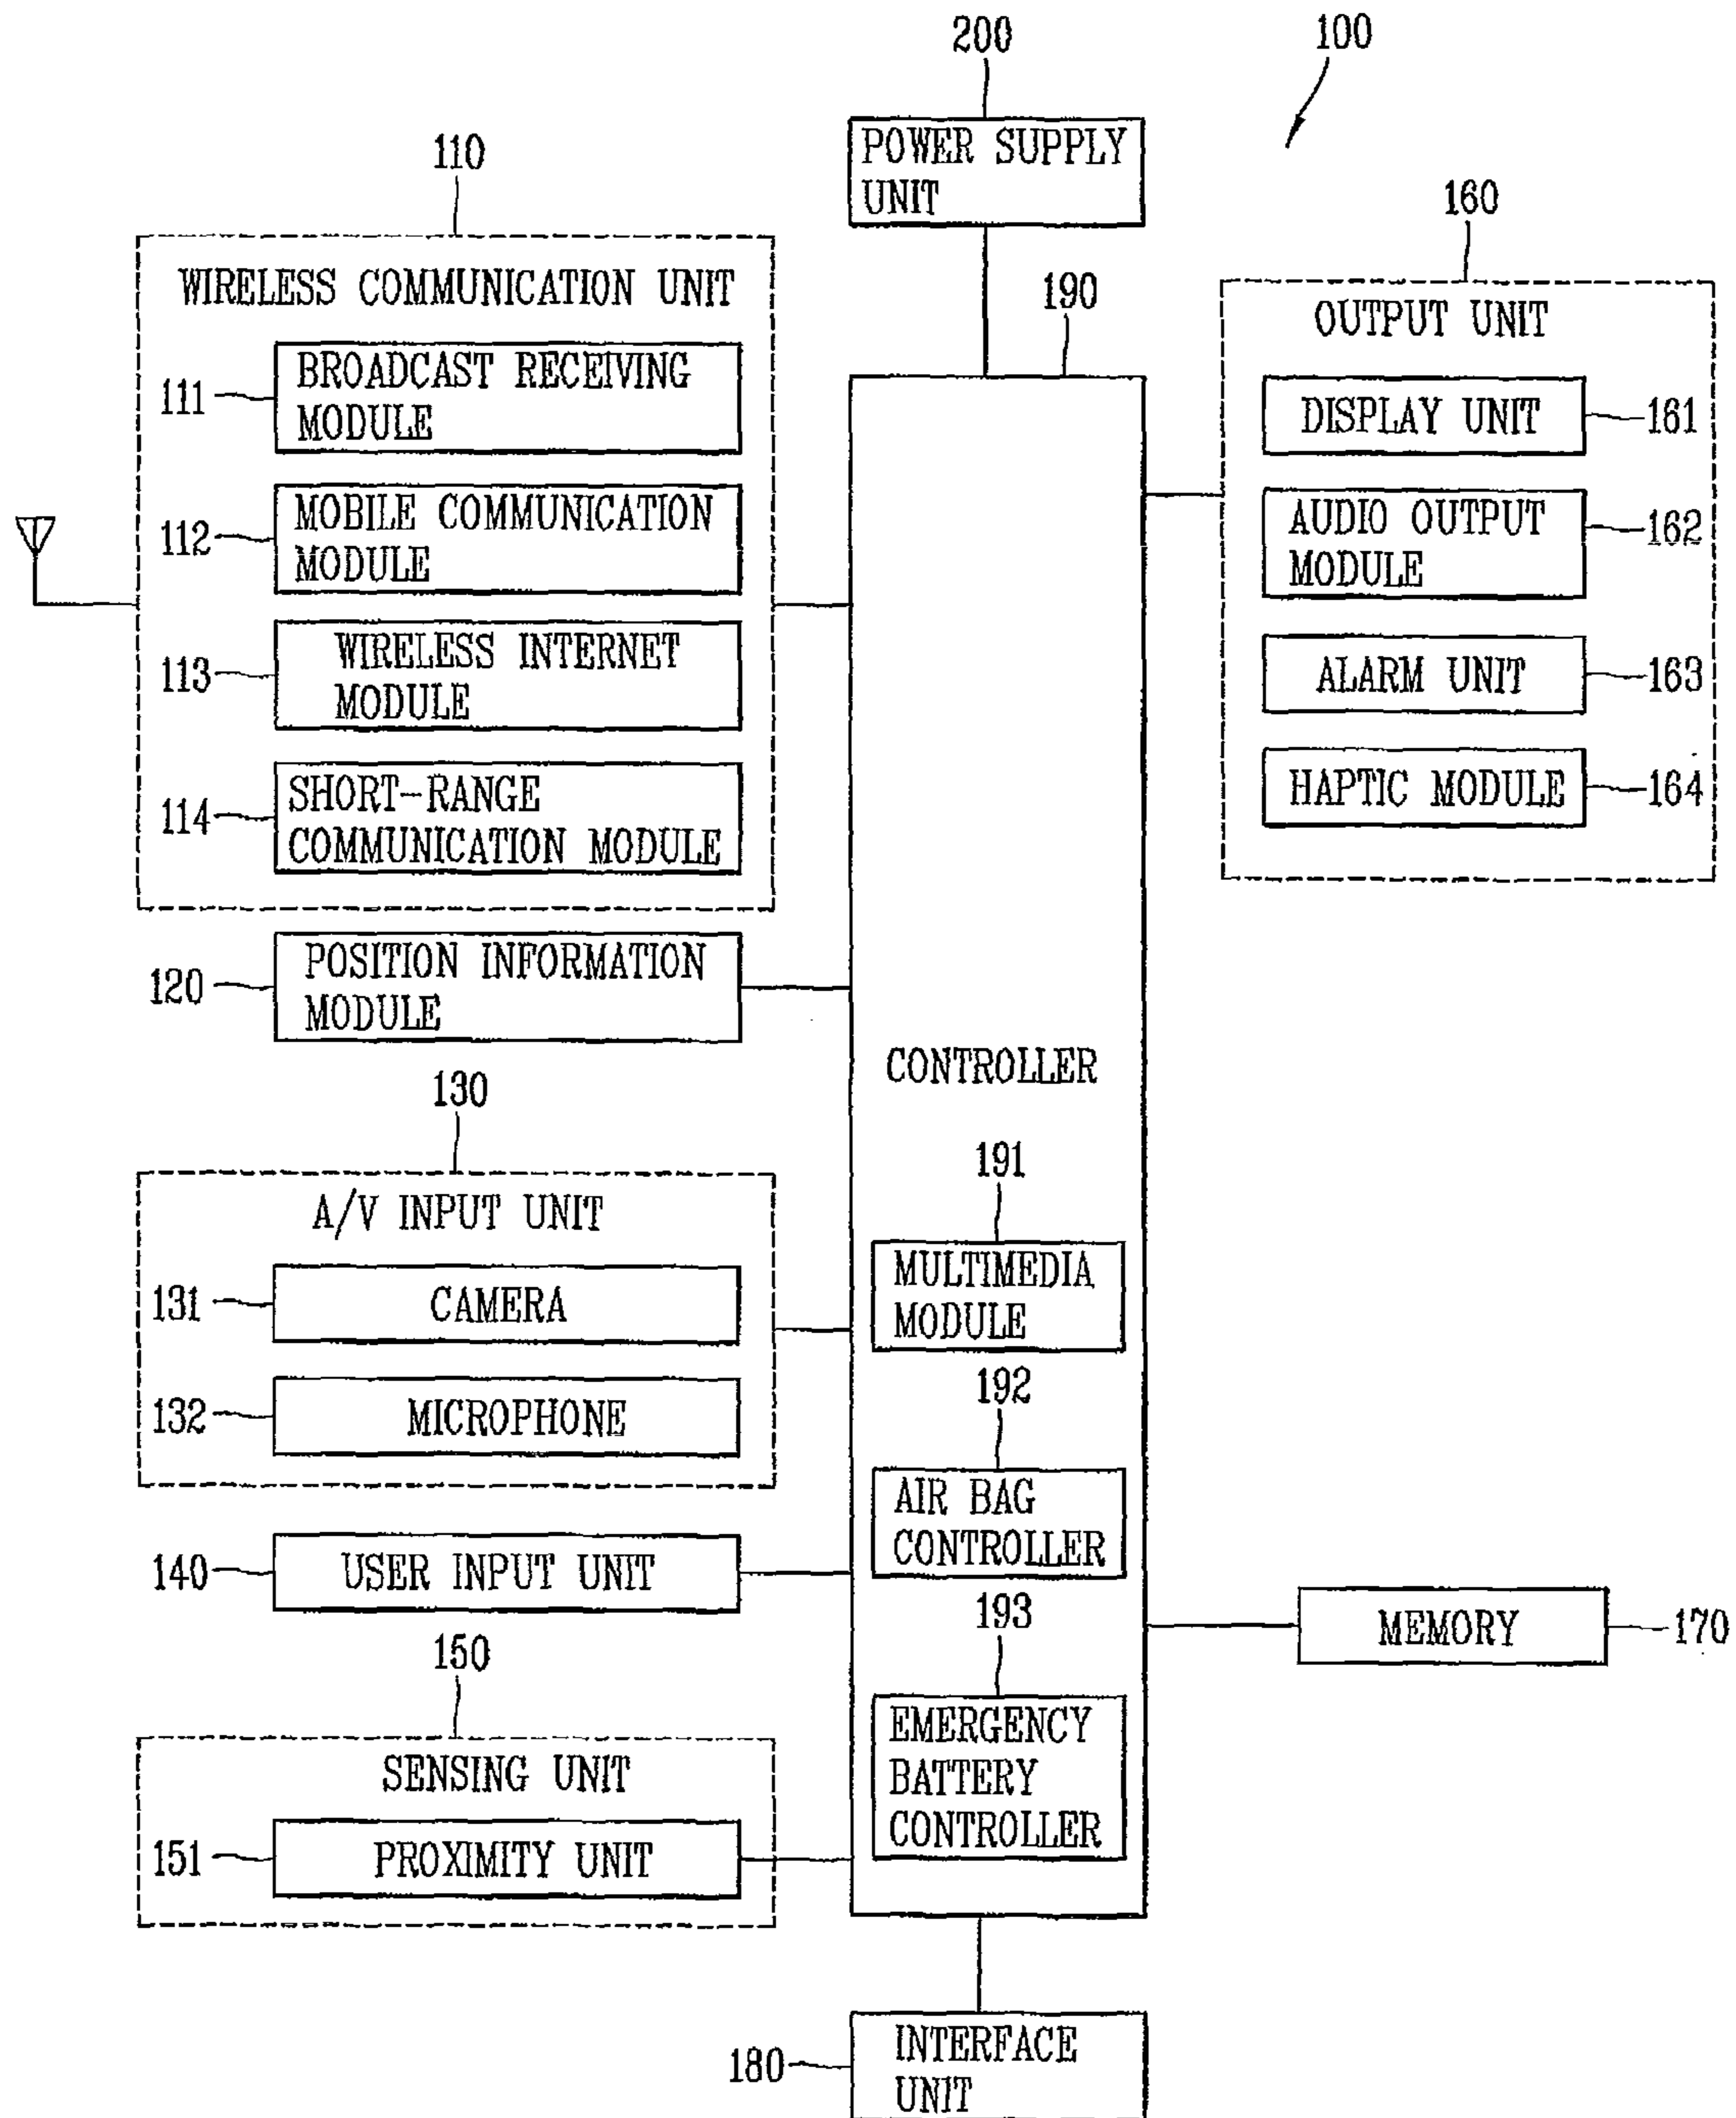 200
100
POWER SUPPLY
UNIT
110
WIRELESS COMMUNICATION UNIT
111
BROADCAST RECEIVING
MODULE
112
MOBILE COMMUNICATION
MODULE
113
WIRELESS INTERNET
MODULE
114
SHORT-RANGE
COMMUNICATION MODULE
120
POSITION INFORMATION
MODULE
130
A/V INPUT UNIT
131
CAMERA
132
MICROPHONE
140
USER INPUT UNIT
150
SENSING UNIT
151
PROXIMITY UNIT
190
CONTROLLER
191
MULTIMEDIA
MODULE
192
AIR BAG
CONTROLLER
193
EMERGENCY
BATTERY
CONTROLLER
160
OUTPUT UNIT
DISPLAY UNIT
161
AUDIO OUTPUT
MODULE
162
ALARM UNIT
163
HAPTIC MODULE
164
MEMORY
170
180
INTERFACE
UNIT